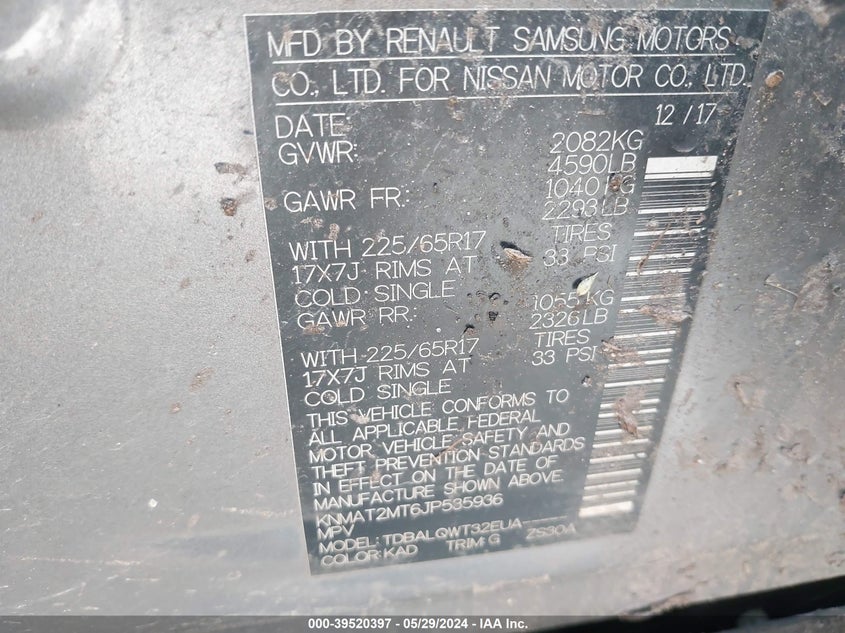 MFD BY RENAULT SAMSUNG MOTORS
CO., LTD. FOR NISSAN MOTOR CO., LTD.
DATE: 12/17
GVWR: 2082KG
4590LB
GAWR FR.: 1040KG
2293LB
WITH 225/65R17 TIRES
17X7J RIMS AT 33 PSI
COLD SINGLE
GAWR RR.: 1055KG
2326LB
WITH 225/65R17 TIRES
17X7J RIMS AT 33 PSI
COLD SINGLE
THIS VEHICLE CONFORMS TO
ALL APPLICABLE FEDERAL
MOTOR VEHICLE SAFETY AND
THEFT PREVENTION STANDARDS
IN EFFECT ON THE DATE OF
MANUFACTURE SHOWN ABOVE.
KNMAT2MT6JP535936
MPV
MODEL: TDBALQWT32EUA
COLOR: KAD TRIM: G ZS30A
000-39520397 - 05/29/2024 - IAA Inc.